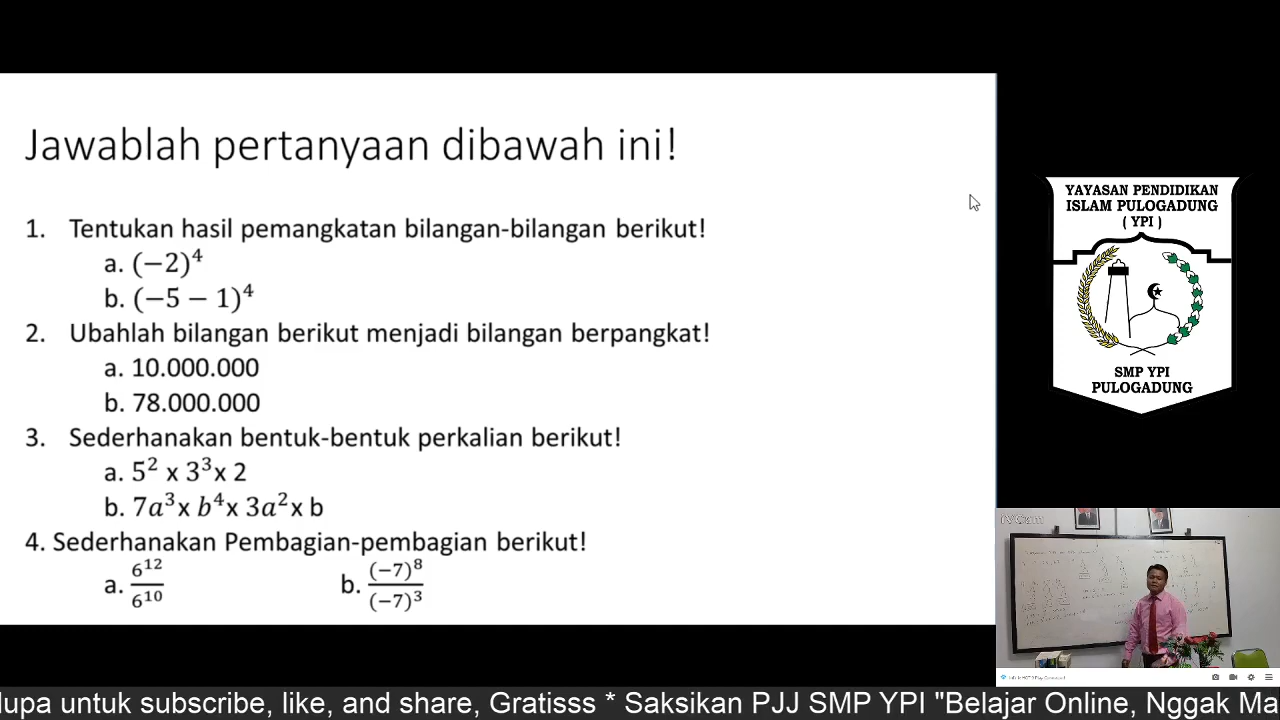 Jawablah pertanyaan dibawah ini!
1. Tentukan hasil pemangkatan bilangan-bilangan berikut!
a. (−2)⁴
b. (−5 − 1)⁴
2. Ubahlah bilangan berikut menjadi bilangan berpangkat!
a. 10.000.000
b. 78.000.000
3. Sederhanakan bentuk-bentuk perkalian berikut!
a. 5² x 3³x 2
b. 7a³x b⁴x 3a²x b
4. Sederhanakan Pembagian-pembagian berikut!
a. 6¹²/6¹⁰ b. (−7)⁸/(−7)³
YAYASAN PENDIDIKAN
ISLAM PULOGADUNG
( YPI )
SMP YPI
PULOGADUNG
lupa untuk subscribe, like, and share, Gratisss * Saksikan PJJ SMP YPI "Belajar Online, Nggak Ma